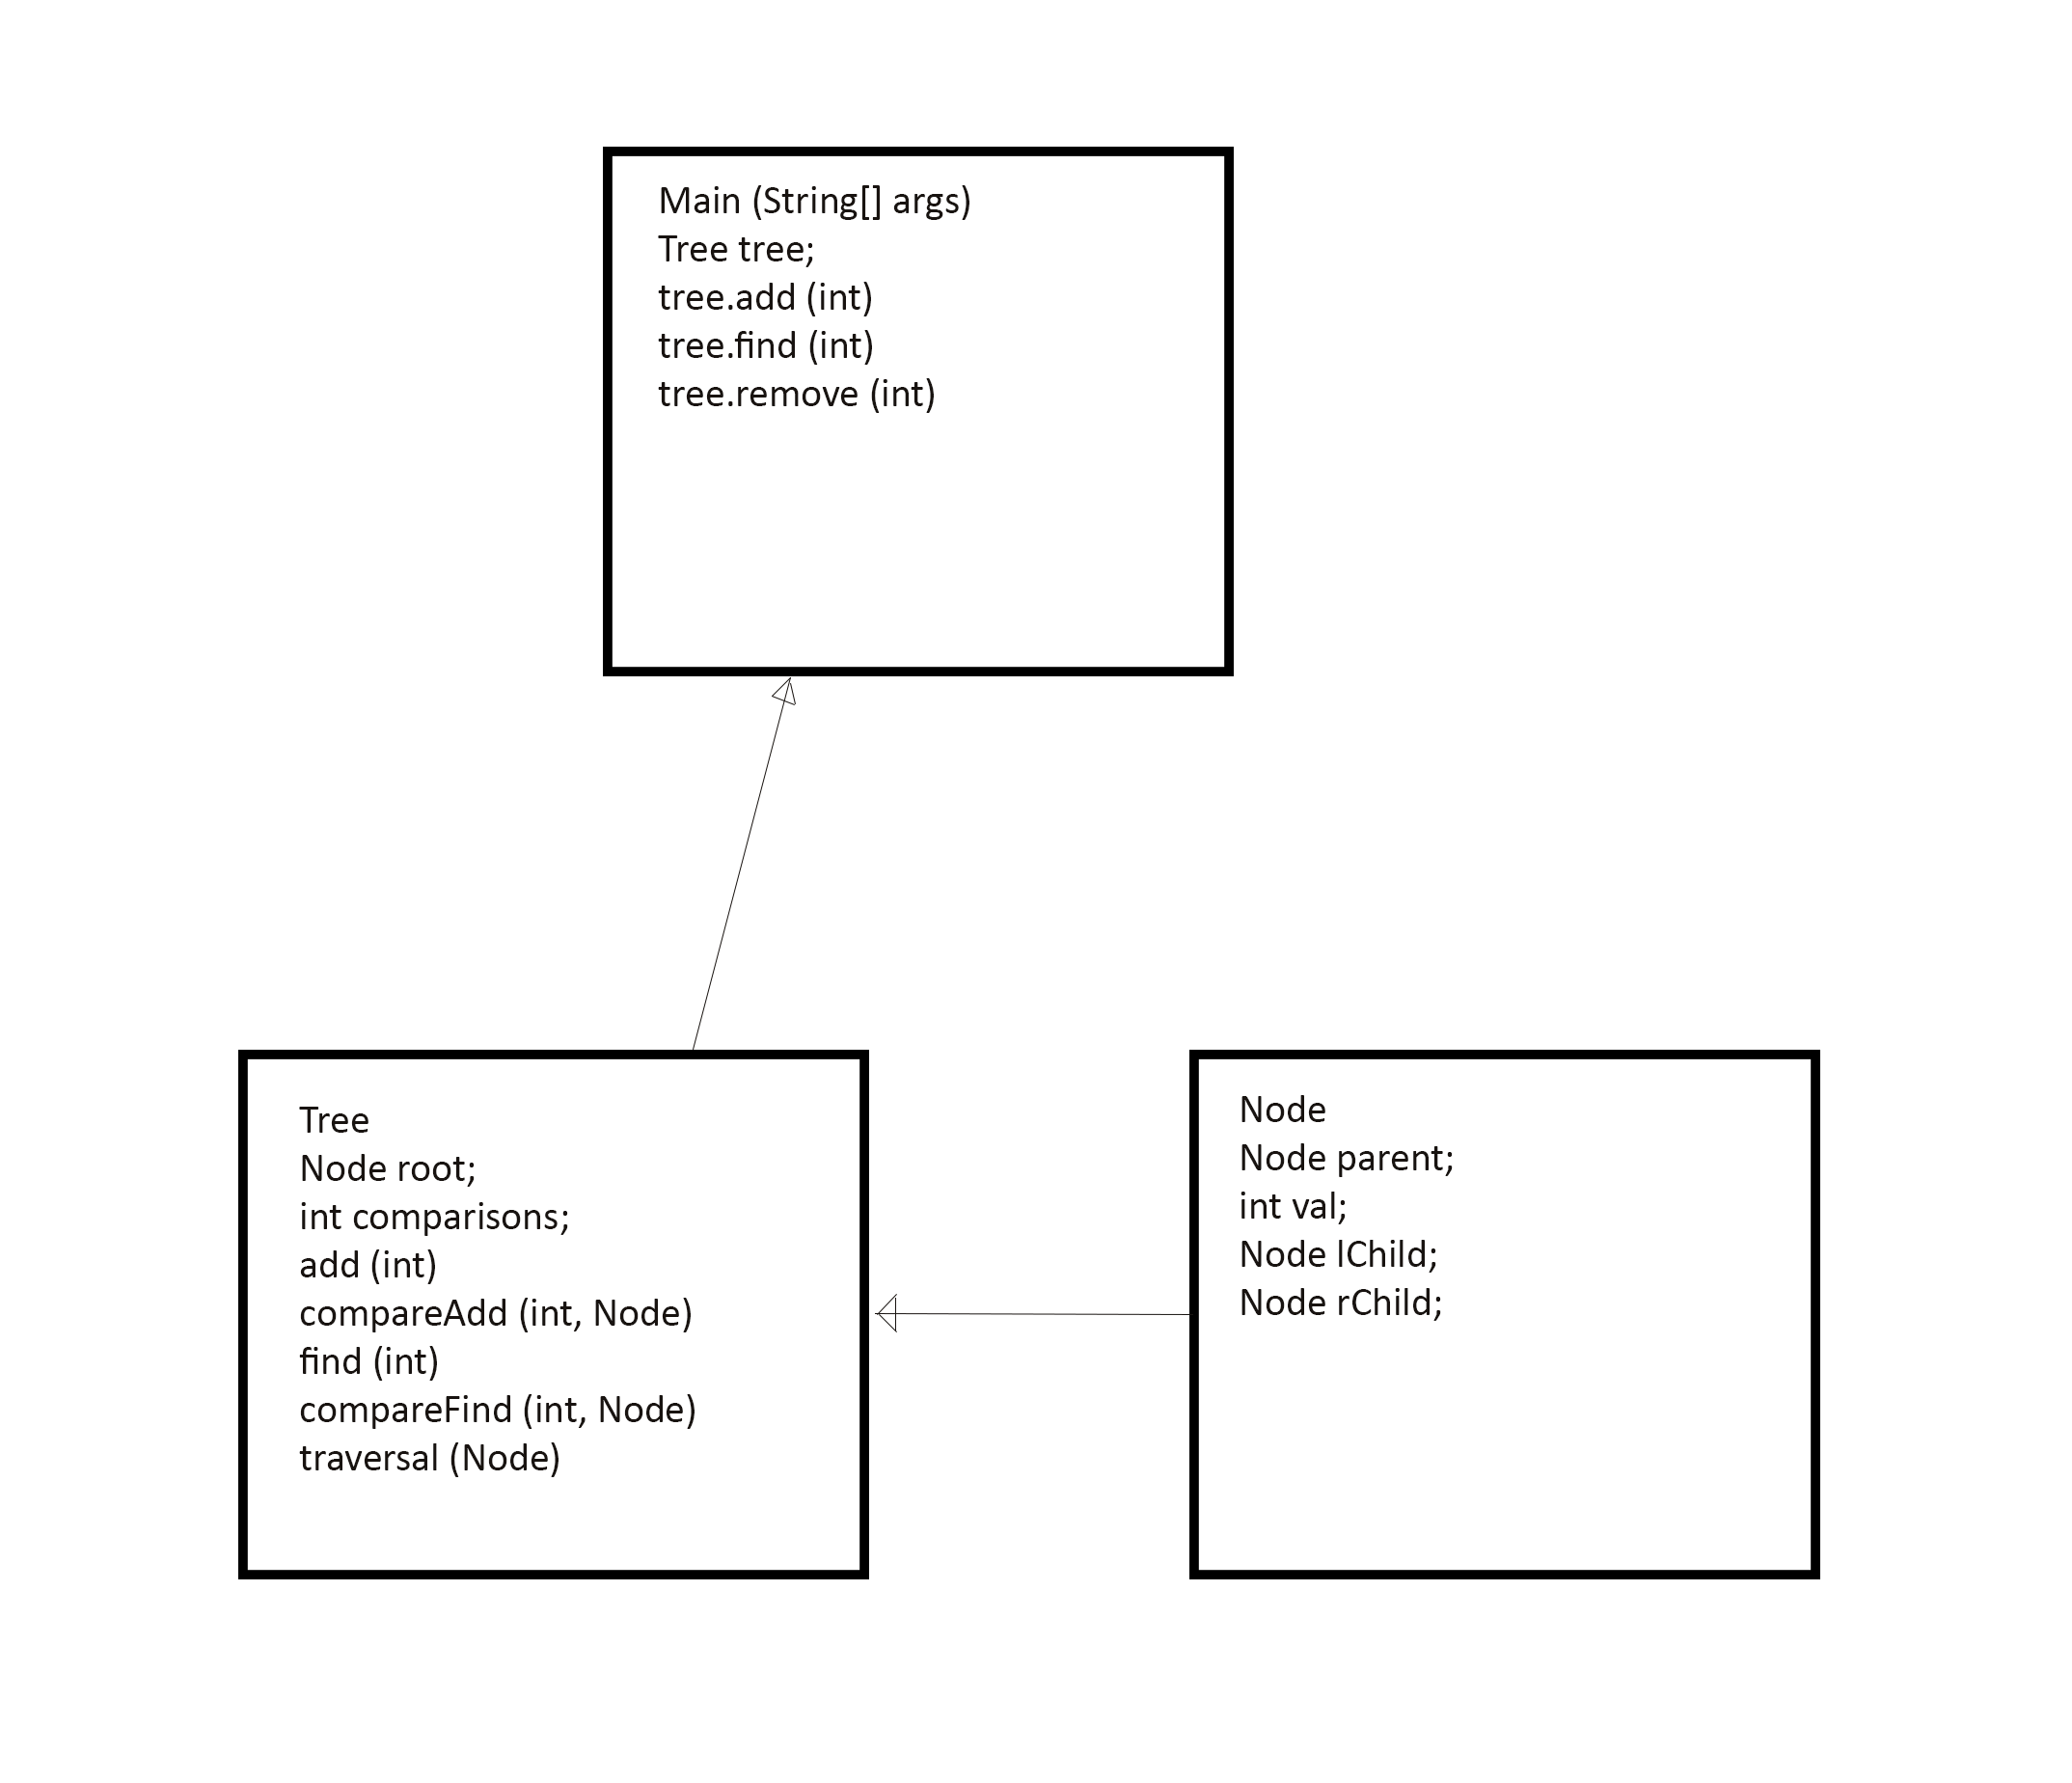 Main (String[] args)
Tree tree;
tree.add (int)
tree.find (int)
tree.remove (int)
Tree
Node root;
int comparisons;
add (int)
compareAdd (int, Node)
find (int)
compareFind (int, Node)
traversal (Node)
Node
Node parent;
int val;
Node lChild;
Node rChild;